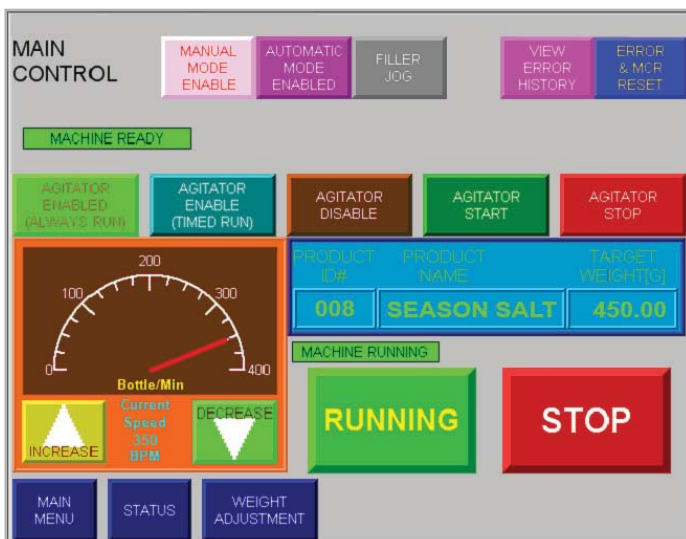 MAIN
CONTROL
MANUAL
MODE
ENABLE
AUTOMATIC
MODE
ENABLED
FILLER
JOG
VIEW
ERROR
HISTORY
ERROR
& MCR
RESET
MACHINE READY
AGITATOR
ENABLED
(ALWAYS RUN)
AGITATOR
ENABLE
(TIMED RUN)
AGITATOR
DISABLE
AGITATOR
START
AGITATOR
STOP
0
100
200
300
400
Bottle/Min
INCREASE
Current
Speed
350
BPM
DECREASE
PRODUCT
ID#
PRODUCT
NAME
TARGET
WEIGHT[G]
008
SEASON SALT
450.00
MACHINE RUNNING
RUNNING
STOP
MAIN
MENU
STATUS
WEIGHT
ADJUSTMENT